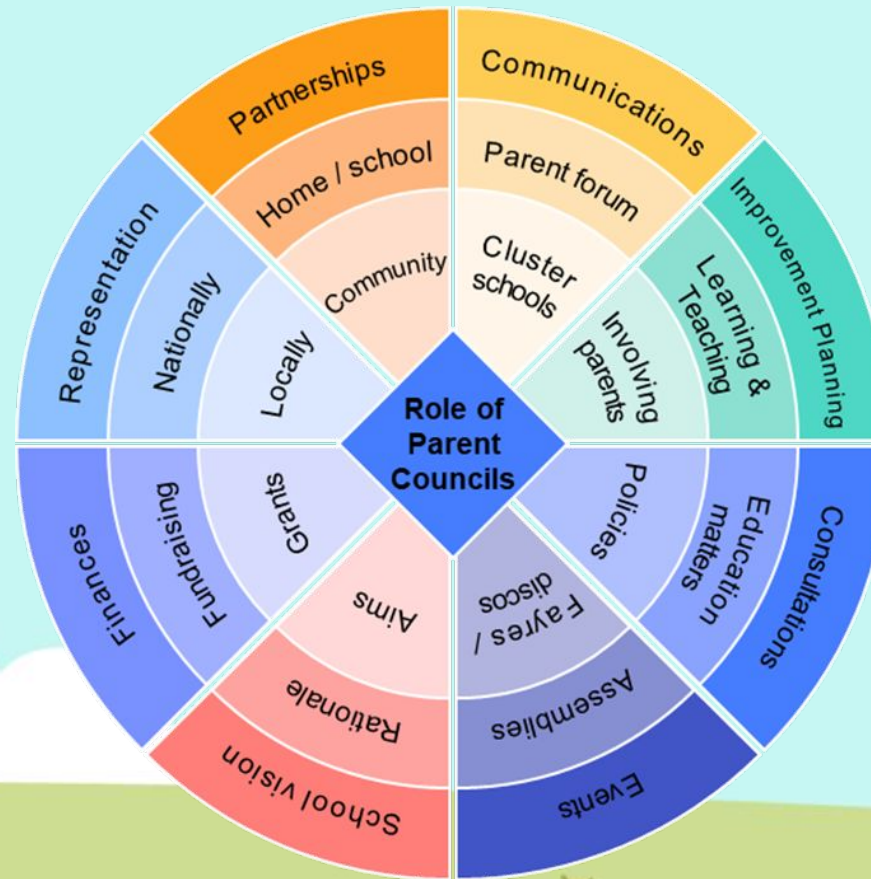 Role of
Parent
Councils
Communications
Parent forum
Cluster
schools
Improvement Planning
Learning &
Teaching
Involving
parents
Consultations
Education
matters
Policies
Events
Assemblies
Fayres /
discos
School vision
Rationale
Aims
Finances
Fundraising
Grants
Representation
Nationally
Locally
Partnerships
Home / school
Community